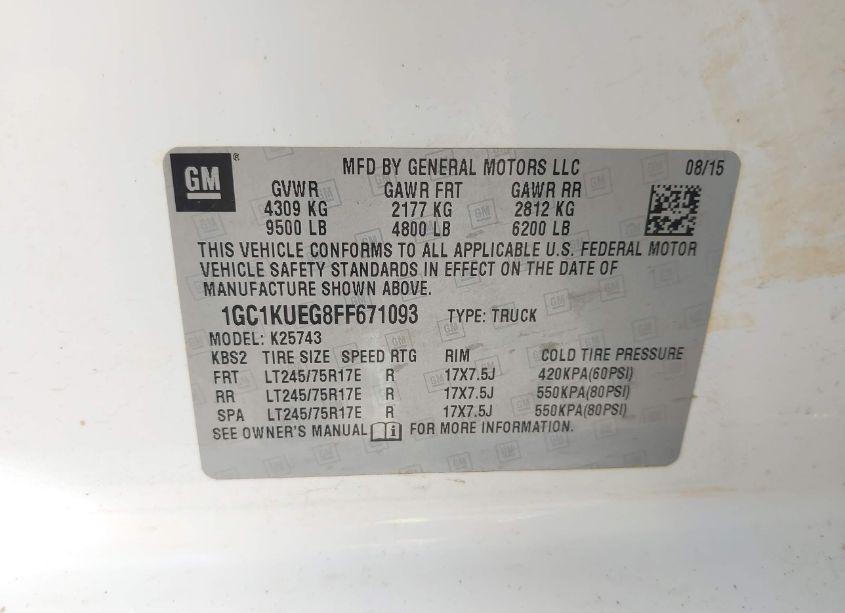 GM ® MFD BY GENERAL MOTORS LLC 08/15
GVWR GAWR FRT GAWR RR
4309 KG 2177 KG 2812 KG
9500 LB 4800 LB 6200 LB
THIS VEHICLE CONFORMS TO ALL APPLICABLE U.S. FEDERAL MOTOR
VEHICLE SAFETY STANDARDS IN EFFECT ON THE DATE OF
MANUFACTURE SHOWN ABOVE.
1GC1KUEG8FF671093 TYPE: TRUCK
MODEL: K25743
KBS2 TIRE SIZE SPEED RTG RIM COLD TIRE PRESSURE
FRT LT245/75R17E R 17X7.5J 420KPA(60PSI)
RR LT245/75R17E R 17X7.5J 550KPA(80PSI)
SPA LT245/75R17E R 17X7.5J 550KPA(80PSI)
SEE OWNER'S MANUAL i FOR MORE INFORMATION.